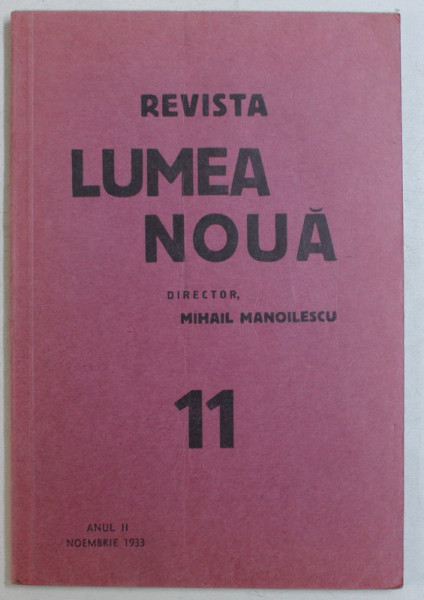 REVISTA
LUMEA
NOUĂ
DIRECTOR,
MIHAIL MANOILESCU
11
ANUL II
NOEMBRIE 1933